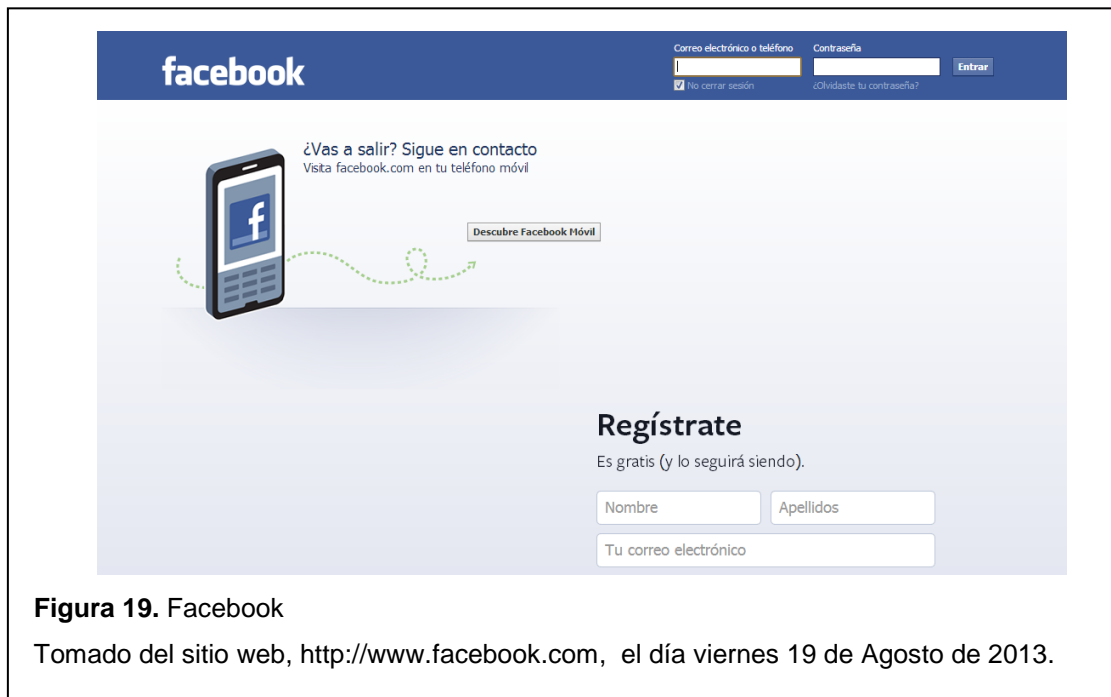 facebook
Correo electrónico o teléfono
Contraseña
Entrar
No cerrar sesión
¿Olvidaste tu contraseña?
¿Vas a salir? Sigue en contacto
Visita facebook.com en tu teléfono móvil
f
Descubre Facebook Móvil
Regístrate
Es gratis (y lo seguirá siendo).
Nombre
Apellidos
Tu correo electrónico
Figura 19. Facebook
Tomado del sitio web, http://www.facebook.com, el día viernes 19 de Agosto de 2013.